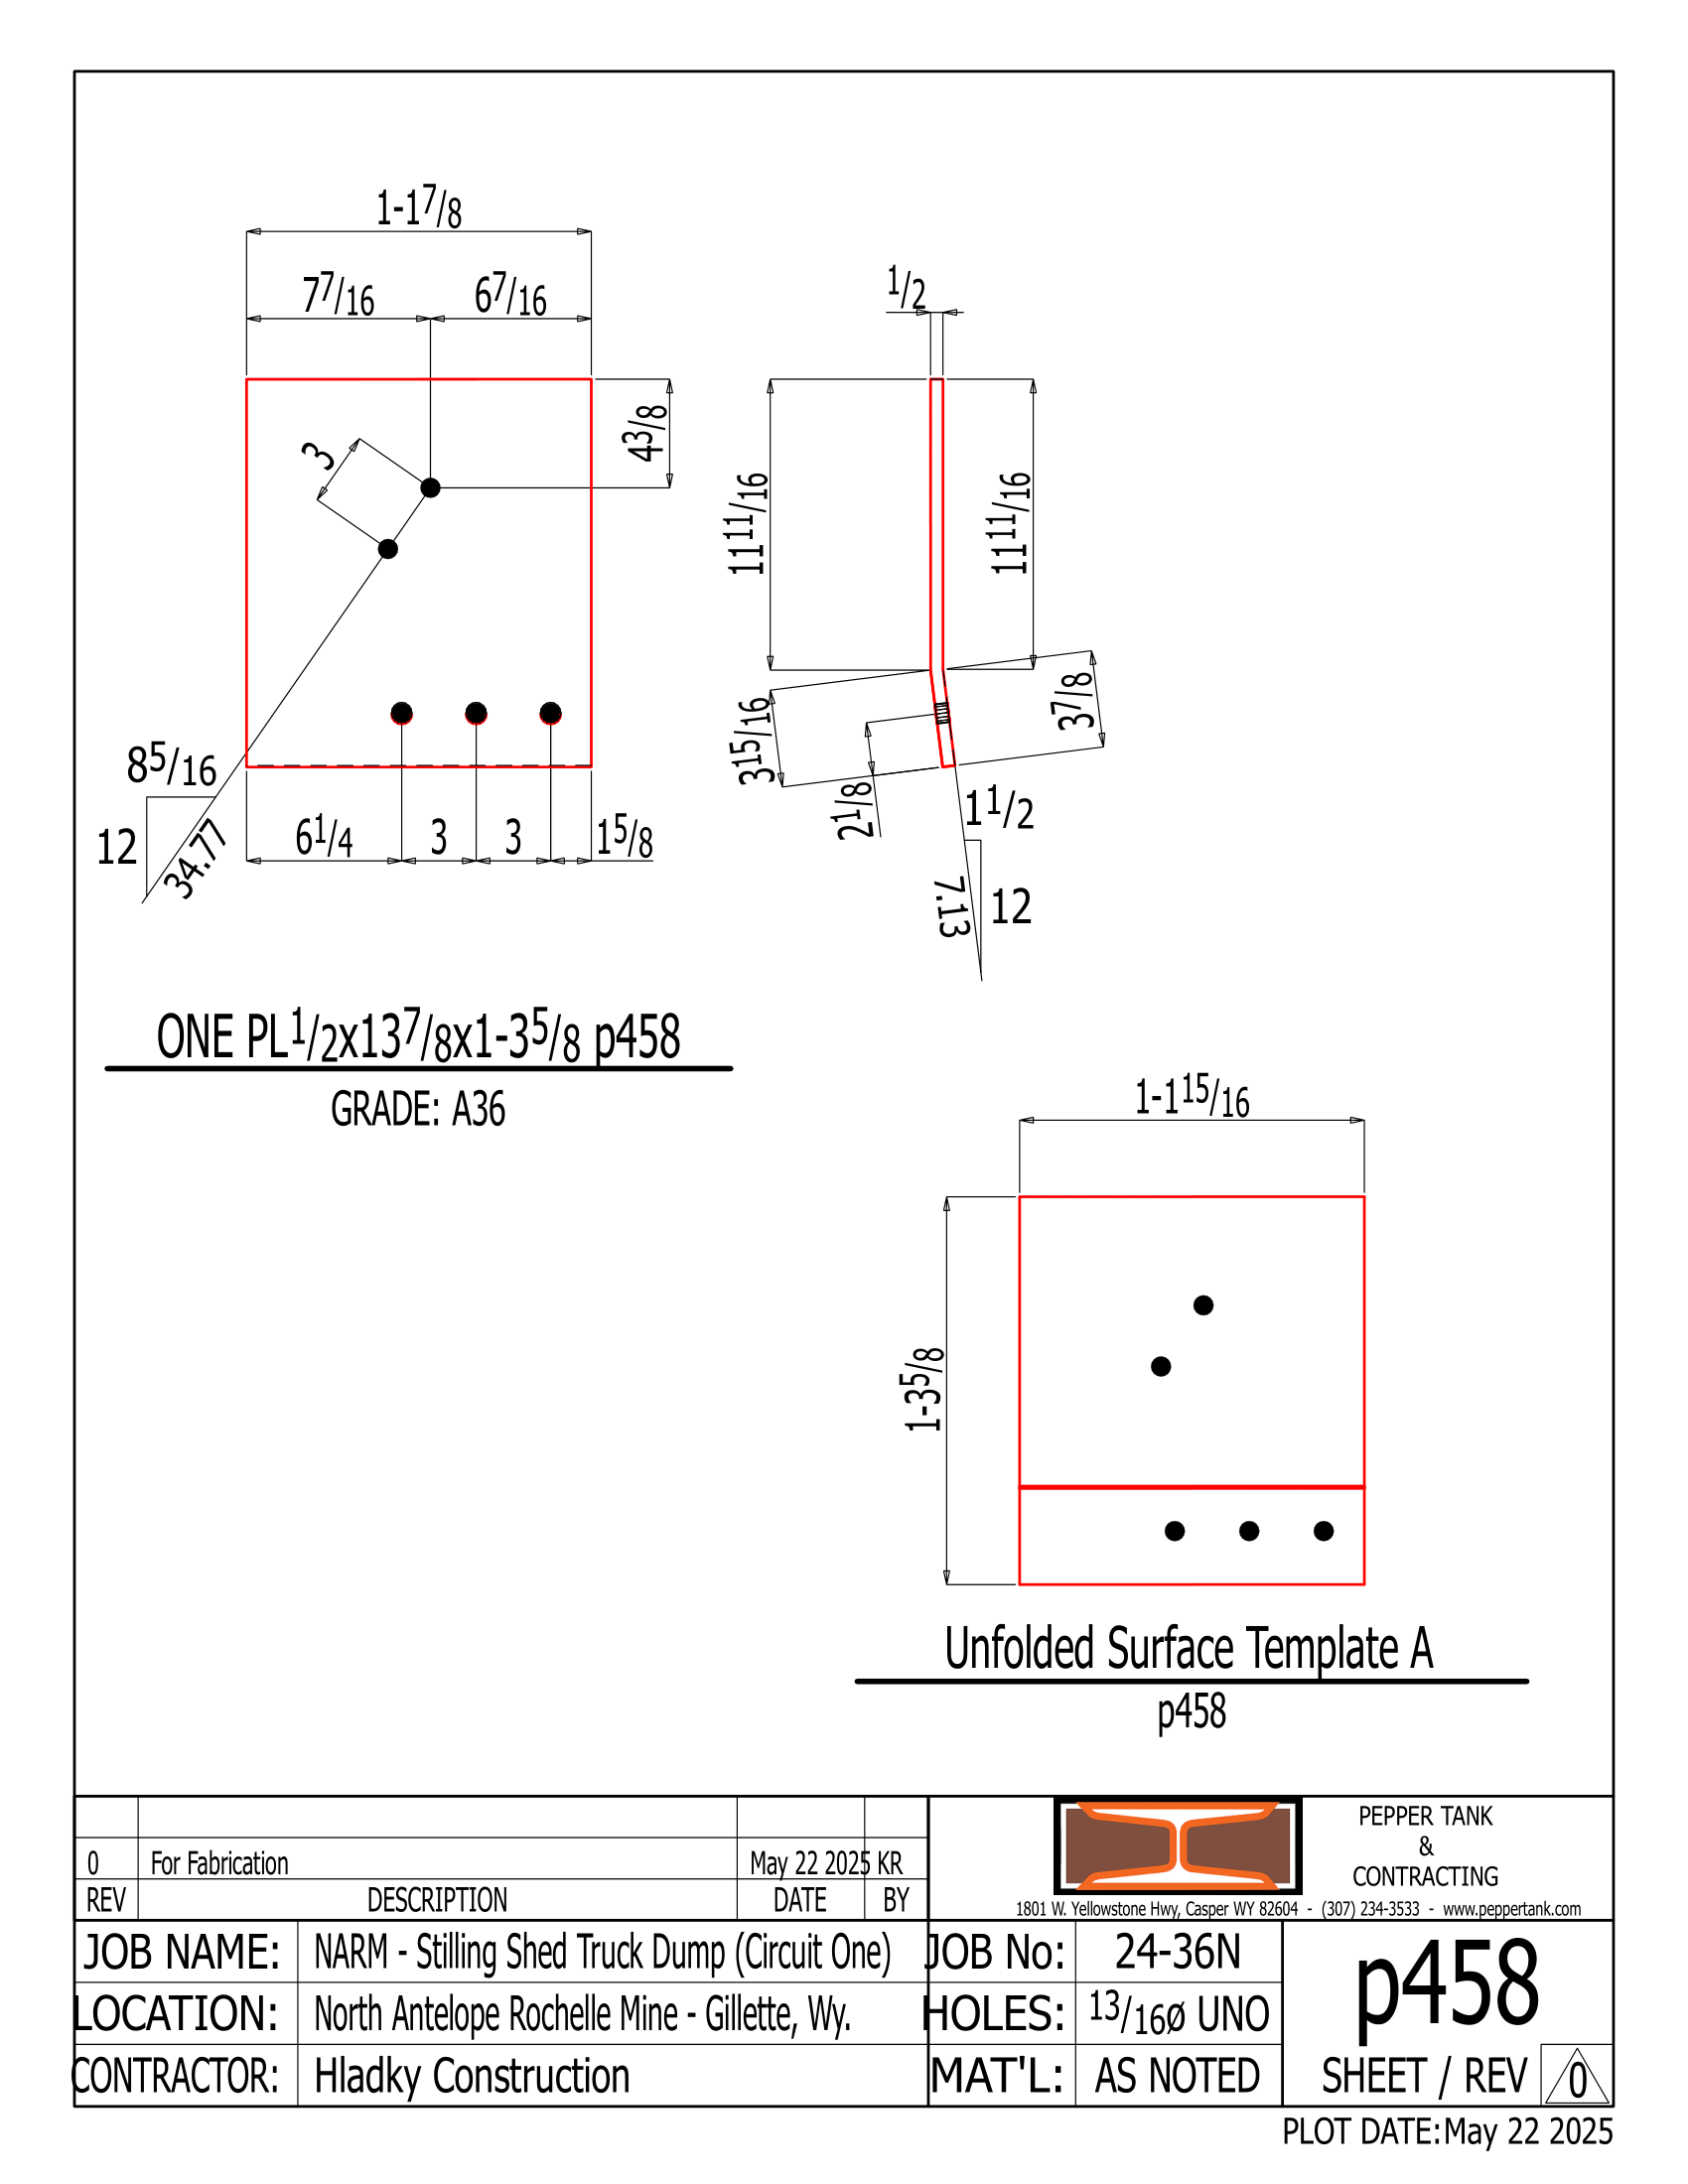 1-1 7/8
7 7/16
6 7/16
1/2
4 3/8
3
11 11/16
11 11/16
3 15/16
3 7/8
2 1/8
8 5/16
12
34.77
6 1/4
3
3
1 5/8
1 1/2
7.13
12
ONE PL1/2x13 7/8x1-3 5/8 p458
GRADE: A36
1-1 15/16
1-3 5/8
Unfolded Surface Template A
p458
0 For Fabrication May 22 2025 KR
REV DESCRIPTION DATE BY
PEPPER TANK
&
CONTRACTING
1801 W. Yellowstone Hwy, Casper WY 82604 - (307) 234-3533 - www.peppertank.com
JOB NAME: NARM - Stilling Shed Truck Dump (Circuit One)
LOCATION: North Antelope Rochelle Mine - Gillette, Wy.
CONTRACTOR: Hladky Construction
JOB No: 24-36N
HOLES: 13/16ø UNO
MAT'L: AS NOTED
p458
SHEET / REV 0
PLOT DATE:May 22 2025